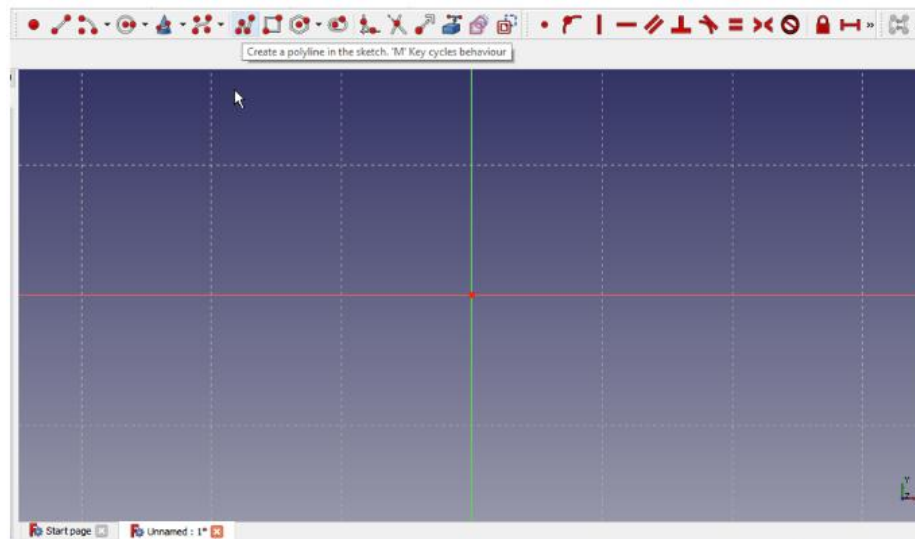 Create a polyline in the sketch. 'M' Key cycles behaviour
Y
Start page
Unnamed : 1*